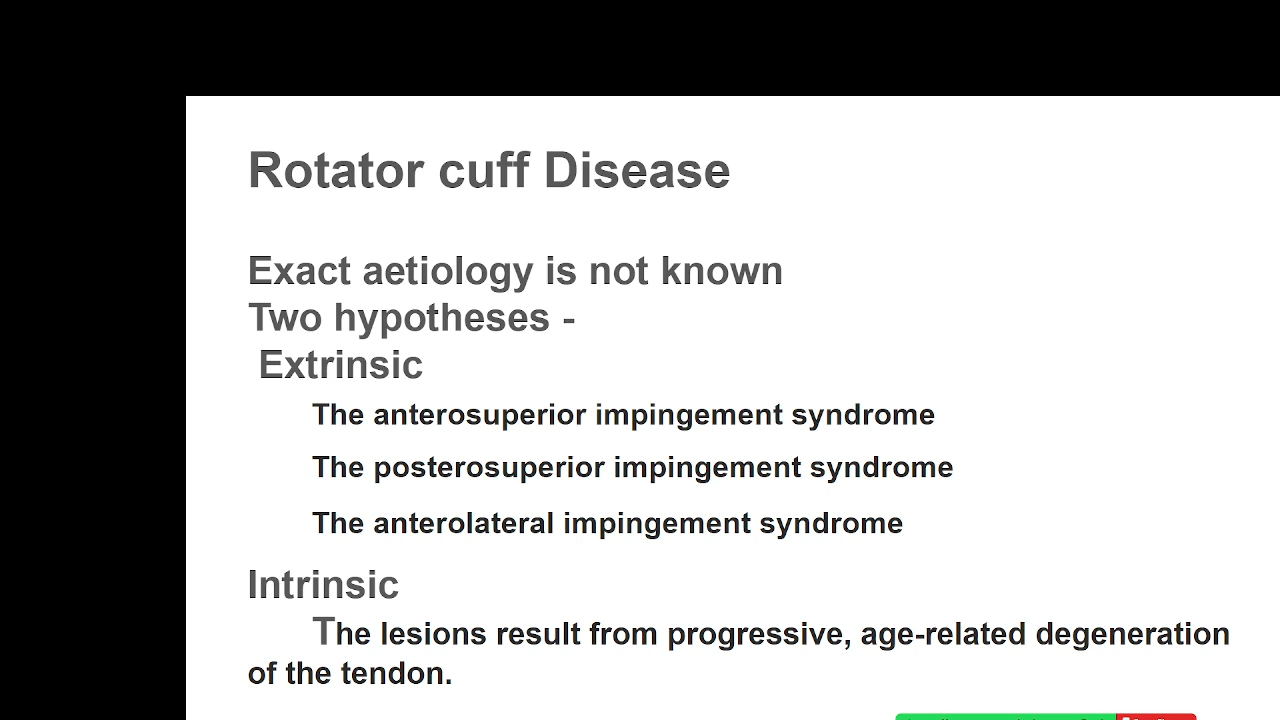 Rotator cuff Disease
Exact aetiology is not known
Two hypotheses -
Extrinsic
The anterosuperior impingement syndrome
The posterosuperior impingement syndrome
The anterolateral impingement syndrome
Intrinsic
The lesions result from progressive, age-related degeneration
of the tendon.